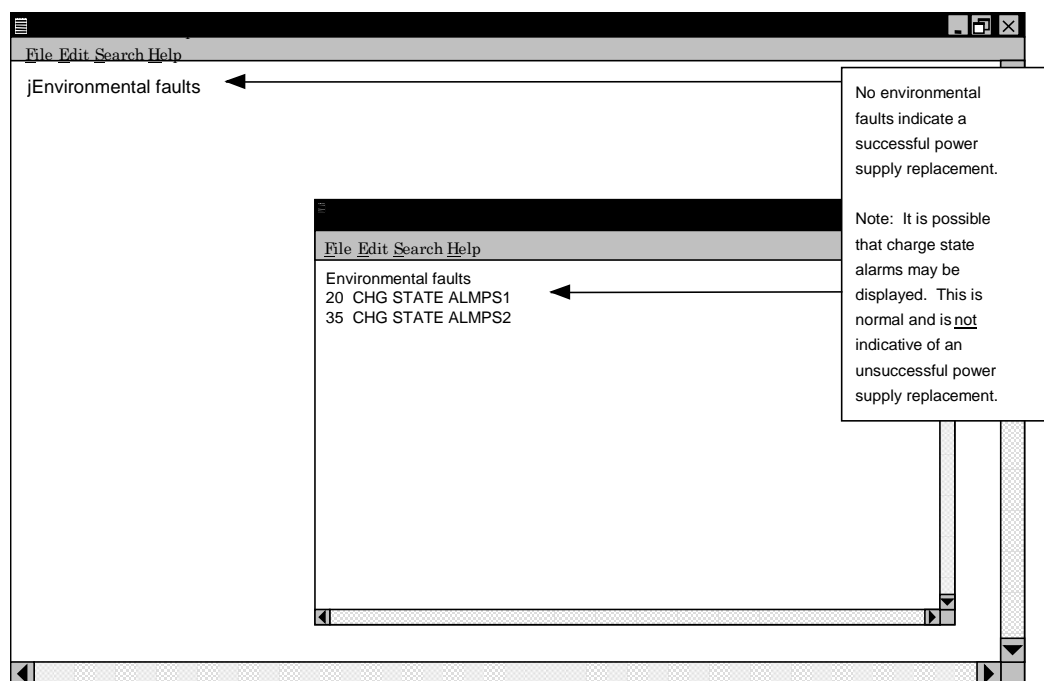 File Edit Search Help
jEnvironmental faults
No environmental
faults indicate a
successful power
supply replacement.
Note: It is possible
that charge state
alarms may be
displayed. This is
normal and is not
indicative of an
unsuccessful power
supply replacement.
File Edit Search Help
Environmental faults
20 CHG STATE ALMPS1
35 CHG STATE ALMPS2